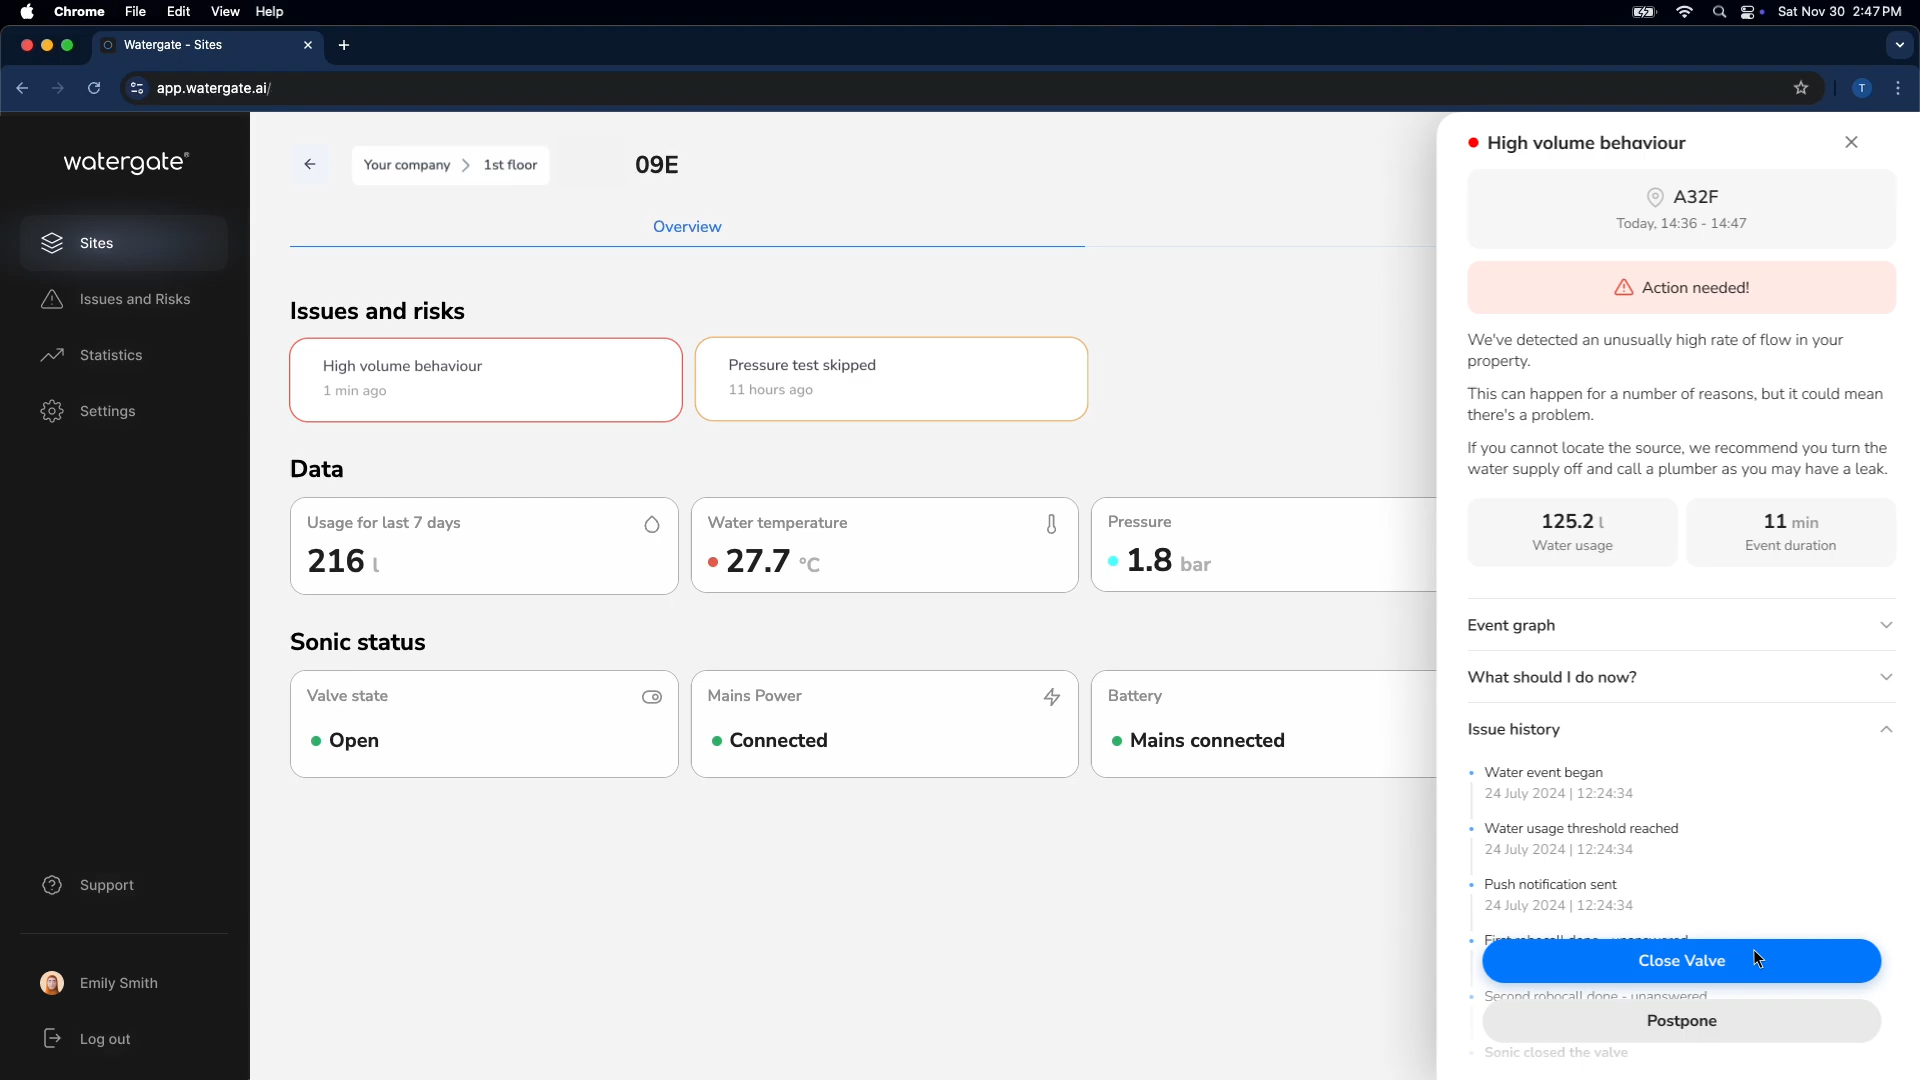 Chrome File Edit View Help
Sat Nov 30 2:47 PM
Watergate - Sites
app.watergate.ai/
T
watergate®
Sites
Issues and Risks
Statistics
Settings
Support
Emily Smith
Log out
Your company > 1st floor
09E
Overview
Issues and risks
High volume behaviour
1 min ago
Pressure test skipped
11 hours ago
Data
Usage for last 7 days
216 l
Water temperature
27.7 °C
Pressure
1.8 bar
Sonic status
Valve state
Open
Mains Power
Connected
Battery
Mains connected
High volume behaviour
A32F
Today, 14:36 - 14:47
Action needed!
We've detected an unusually high rate of flow in your
property.
This can happen for a number of reasons, but it could mean
there's a problem.
If you cannot locate the source, we recommend you turn the
water supply off and call a plumber as you may have a leak.
125.2 l
Water usage
11 min
Event duration
Event graph
What should I do now?
Issue history
Water event began
24 July 2024 | 12:24:34
Water usage threshold reached
24 July 2024 | 12:24:34
Push notification sent
24 July 2024 | 12:24:34
First robocall done - unanswered
Close Valve
Second robocall done - unanswered
Postpone
Sonic closed the valve